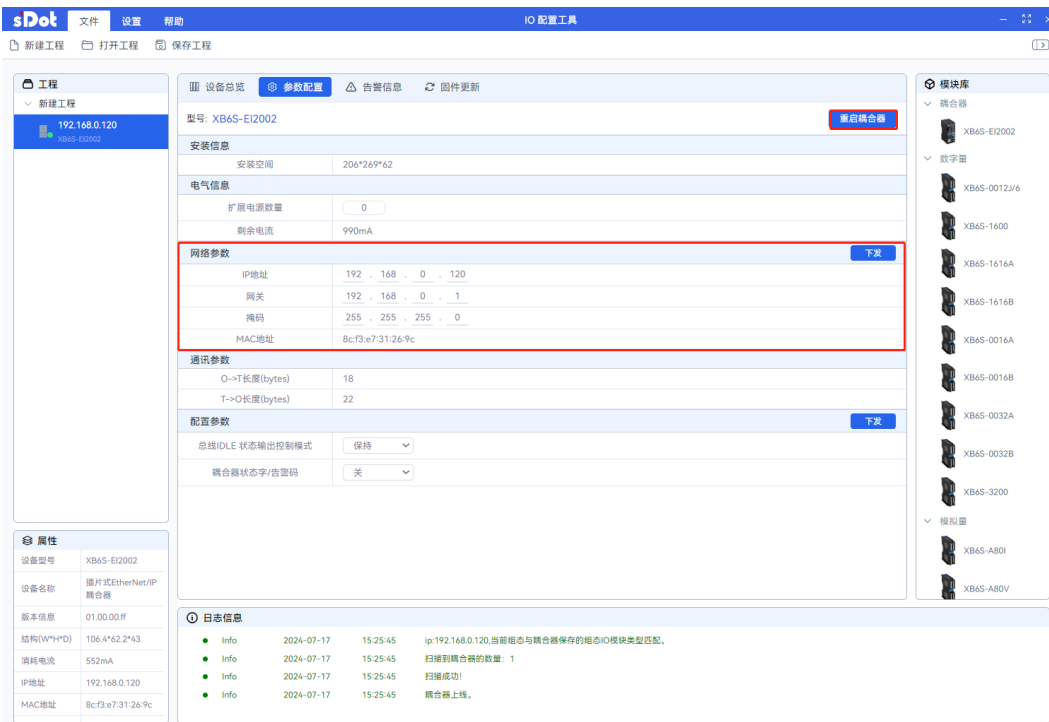 sDot 文件 设置 帮助 IO 配置工具
新建工程 打开工程 保存工程
工程
新建工程
192.168.0.120
XB6S-EI2002
设备总览 参数配置 告警信息 固件更新
型号: XB6S-EI2002 重启耦合器
安装信息
安装空间 206*269*62
电气信息
扩展电源数量 0
剩余电流 990mA
网络参数 下发
IP地址 192 . 168 . 0 . 120
网关 192 . 168 . 0 . 1
掩码 255 . 255 . 255 . 0
MAC地址 8c:f3:e7:31:26:9c
通讯参数
O->T长度(bytes) 18
T->O长度(bytes) 22
配置参数 下发
总线IDLE 状态输出控制模式 保持
耦合器状态字/告警码 关
模块库
耦合器
XB6S-EI2002
数字量
XB6S-0012J/6
XB6S-1600
XB6S-1616A
XB6S-1616B
XB6S-0016A
XB6S-0016B
XB6S-0032A
XB6S-0032B
XB6S-3200
模拟量
XB6S-A80I
XB6S-A80V
属性
设备型号 XB6S-EI2002
设备名称 插片式EtherNet/IP
耦合器
版本信息 01.00.00.ff
结构(W*H*D) 106.4*62.2*43
消耗电流 552mA
IP地址 192.168.0.120
MAC地址 8c:f3:e7:31:26:9c
日志信息
Info 2024-07-17 15:25:45 ip:192.168.0.120,当前组态与耦合器保存的组态IO模块类型匹配。
Info 2024-07-17 15:25:45 扫描到耦合器的数量: 1
Info 2024-07-17 15:25:45 扫描成功!
Info 2024-07-17 15:25:45 耦合器上线。